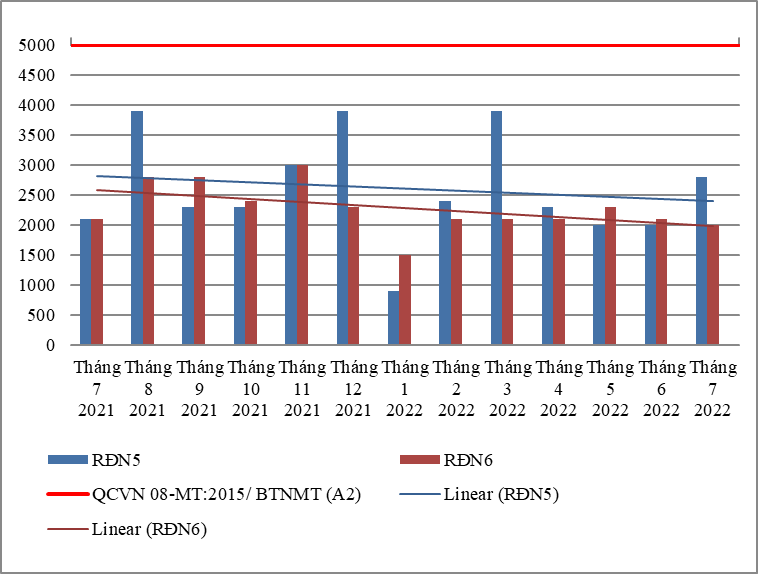 5000
4500
4000
3500
3000
2500
2000
1500
1000
500
0
Tháng Tháng Tháng Tháng Tháng Tháng Tháng Tháng Tháng Tháng Tháng Tháng Tháng
7 8 9 10 11 12 1 2 3 4 5 6 7
2021 2021 2021 2021 2021 2021 2022 2022 2022 2022 2022 2022 2022
RĐN5 RĐN6
QCVN 08-MT:2015/ BTNMT (A2) Linear (RĐN5)
Linear (RĐN6)